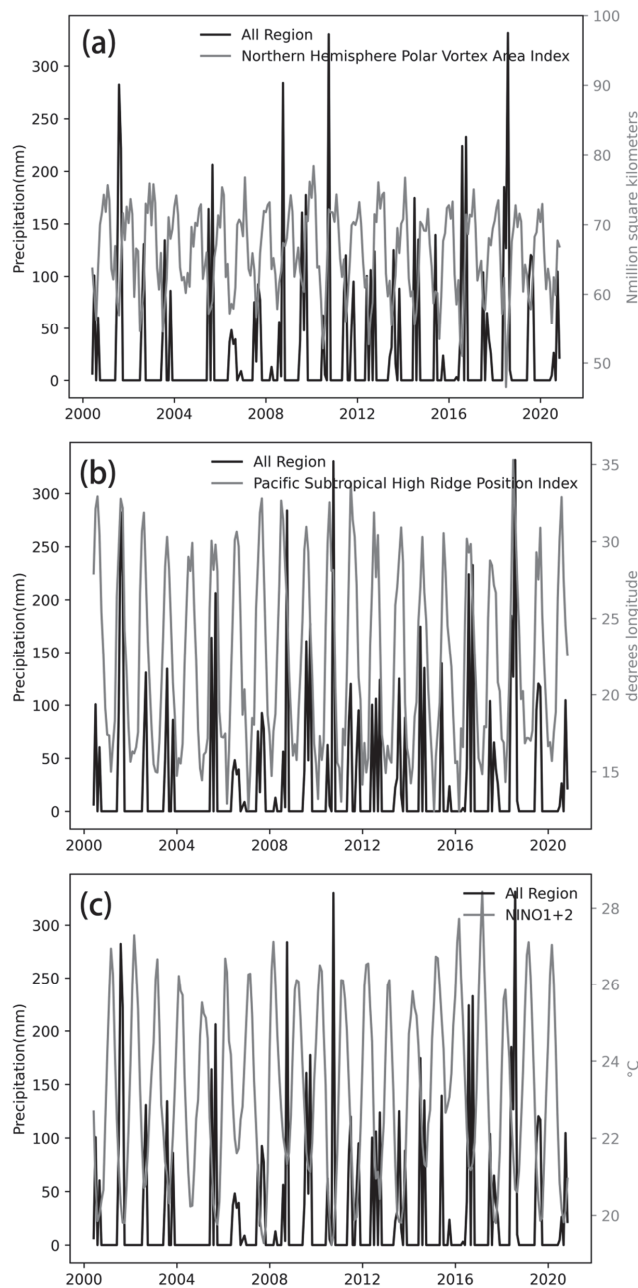 (a)
All Region
Northern Hemisphere Polar Vortex Area Index
Precipitation(mm)
300
250
200
150
100
50
0
2000 2004 2008 2012 2016 2020
100
90
80
70
60
50
Nmillion square kilometers
(b)
All Region
Pacific Subtropical High Ridge Position Index
Precipitation(mm)
300
250
200
150
100
50
0
2000 2004 2008 2012 2016 2020
35
30
25
20
15
degrees longitude
(c)
All Region
NINO1+2
Precipitation(mm)
300
250
200
150
100
50
0
2000 2004 2008 2012 2016 2020
28
26
24
22
20
°C